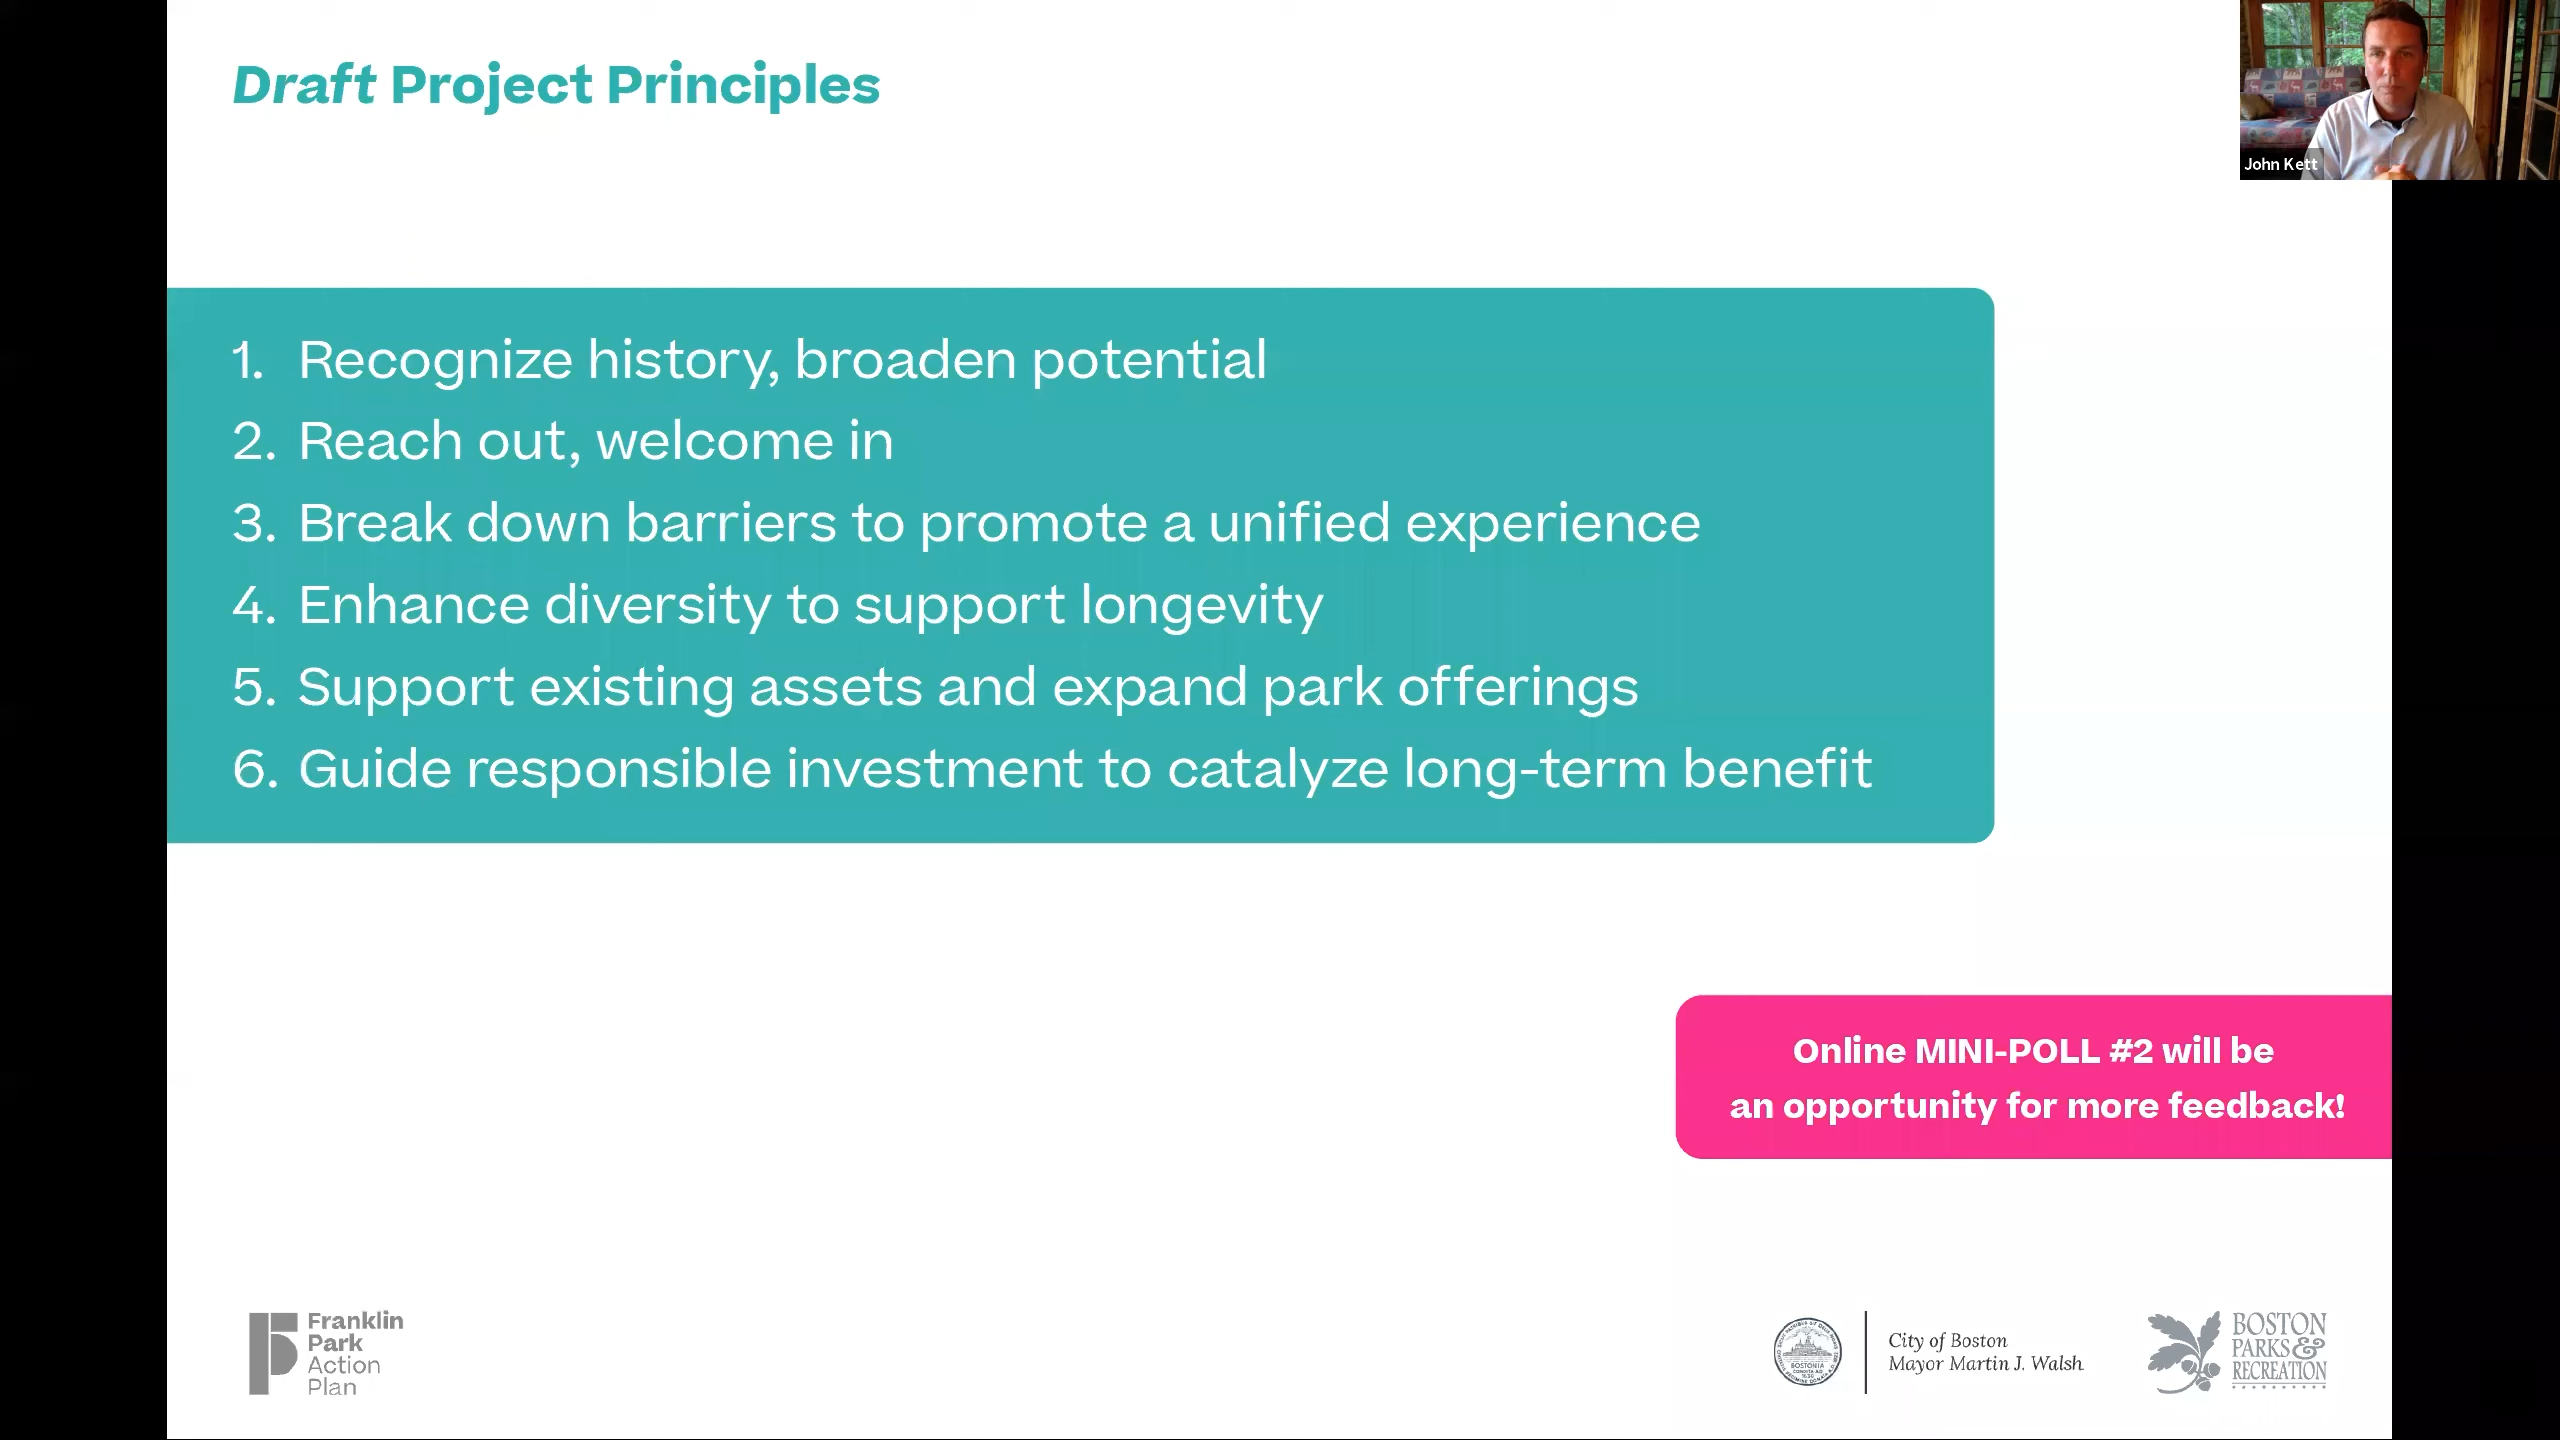 Draft Project Principles
John Kett
1. Recognize history, broaden potential
2. Reach out, welcome in
3. Break down barriers to promote a unified experience
4. Enhance diversity to support longevity
5. Support existing assets and expand park offerings
6. Guide responsible investment to catalyze long-term benefit
Online MINI-POLL #2 will be
an opportunity for more feedback!
Franklin
Park
Action
Plan
BOSTONIA
CONDITA A.D.
1630
City of Boston
Mayor Martin J. Walsh
BOSTON
PARKS &
RECREATION